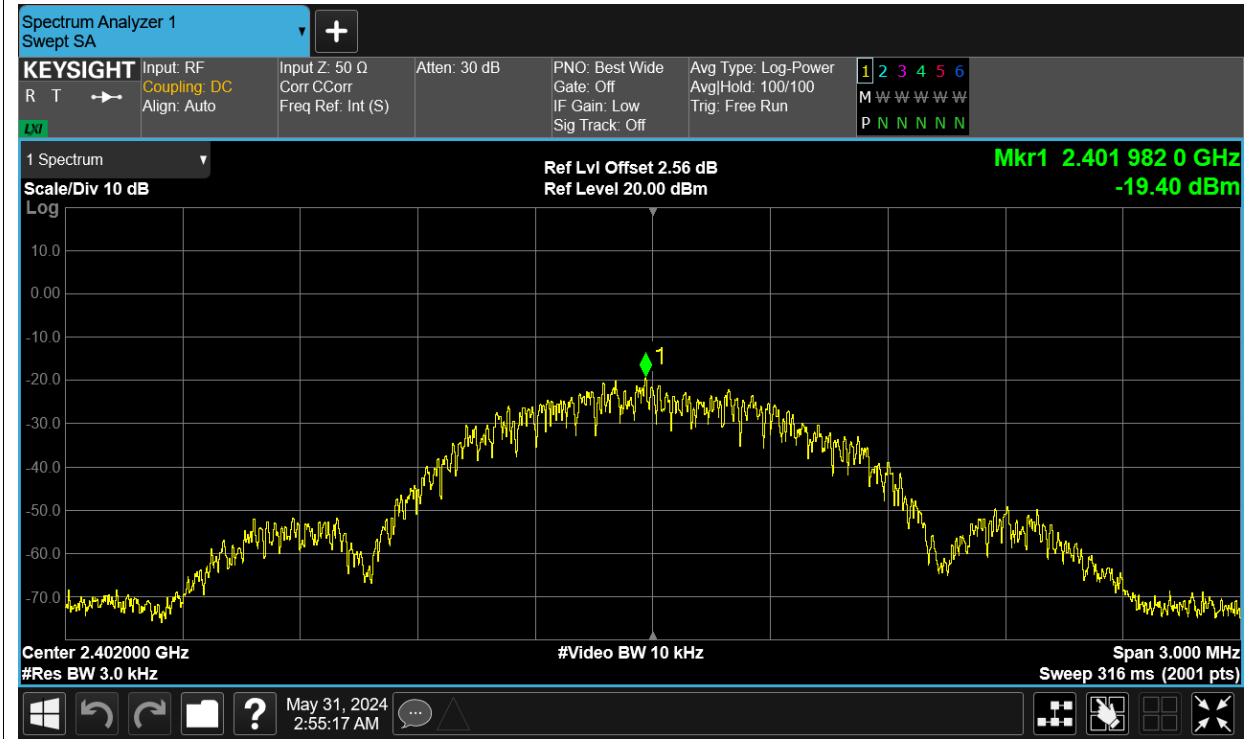 Spectrum Analyzer 1
Swept SA
+
KEYSIGHT
R T
LXI
Input: RF
Coupling: DC
Align: Auto
Input Z: 50 Ω
Corr CCorr
Freq Ref: Int (S)
Atten: 30 dB
PNO: Best Wide
Gate: Off
IF Gain: Low
Sig Track: Off
Avg Type: Log-Power
Avg|Hold: 100/100
Trig: Free Run
1 2 3 4 5 6
M W W W W W
P N N N N N
1 Spectrum
Scale/Div 10 dB
Log
Ref Lvl Offset 2.56 dB
Ref Level 20.00 dBm
Mkr1 2.401 982 0 GHz
-19.40 dBm
10.0
0.00
-10.0
-20.0
-30.0
-40.0
-50.0
-60.0
-70.0
1
Center 2.402000 GHz
#Res BW 3.0 kHz
#Video BW 10 kHz
Span 3.000 MHz
Sweep 316 ms (2001 pts)
?
May 31, 2024
2:55:17 AM